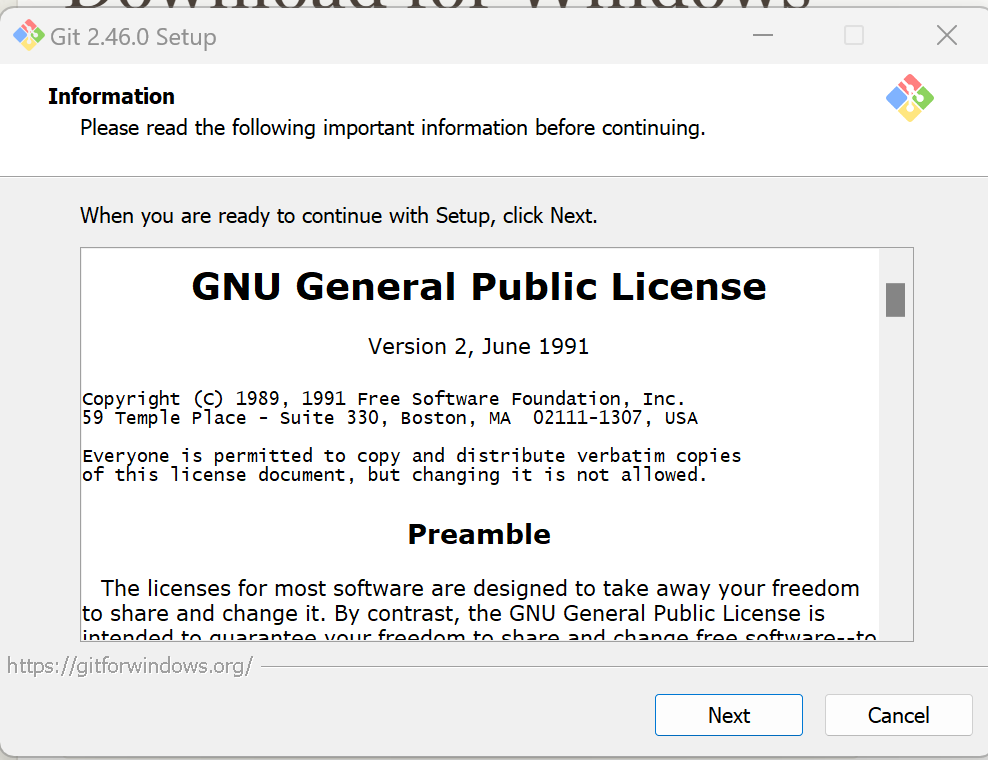 Download for Windows
Git 2.46.0 Setup
Information
Please read the following important information before continuing.
When you are ready to continue with Setup, click Next.
GNU General Public License
Version 2, June 1991
Copyright (C) 1989, 1991 Free Software Foundation, Inc.
59 Temple Place - Suite 330, Boston, MA  02111-1307, USA
Everyone is permitted to copy and distribute verbatim copies
of this license document, but changing it is not allowed.
Preamble
The licenses for most software are designed to take away your freedom
to share and change it. By contrast, the GNU General Public License is
intended to guarantee your freedom to share and change free software--to
https://gitforwindows.org/
Next
Cancel